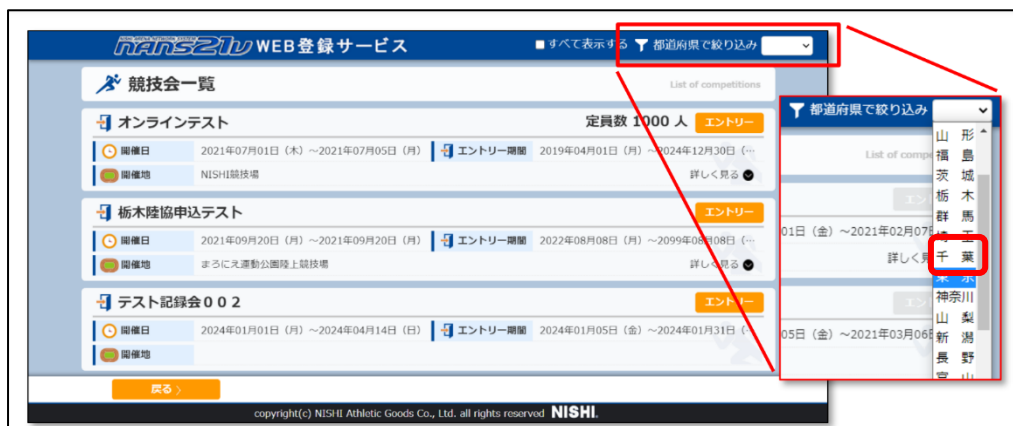 NANS21V WEB登録サービス
■すべて表示する 都道府県で絞り込み
競技会一覧
List of competitions
オンラインテスト
定員数 1000 人 エントリー
開催日 2021年07月01日（木）～2021年07月05日（月） エントリー期間 2019年04月01日（月）～2024年12月30日（…
開催地 NISHI競技場 詳しく見る
栃木陸協申込テスト
エントリー
開催日 2021年09月20日（月）～2021年09月20日（月） エントリー期間 2022年08月08日（月）～2099年08月08日（…
開催地 まろにえ運動公園陸上競技場 詳しく見る
テスト記録会００２
エントリー
開催日 2024年01月01日（月）～2024年04月14日（日） エントリー期間 2024年01月05日（金）～2024年01月31日（…
開催地
戻る
copyright(c) NISHI Athletic Goods Co., Ltd. all rights reserved NISHI.
都道府県で絞り込み
List of compe
山 形
福 島
茨 城
栃 木
群 馬
01日（金）～2021年02月07日
埼 玉
詳しく見
千 葉
東 京
神奈川
山 梨
05日（金）～2021年03月06日
新 潟
長 野
富 山